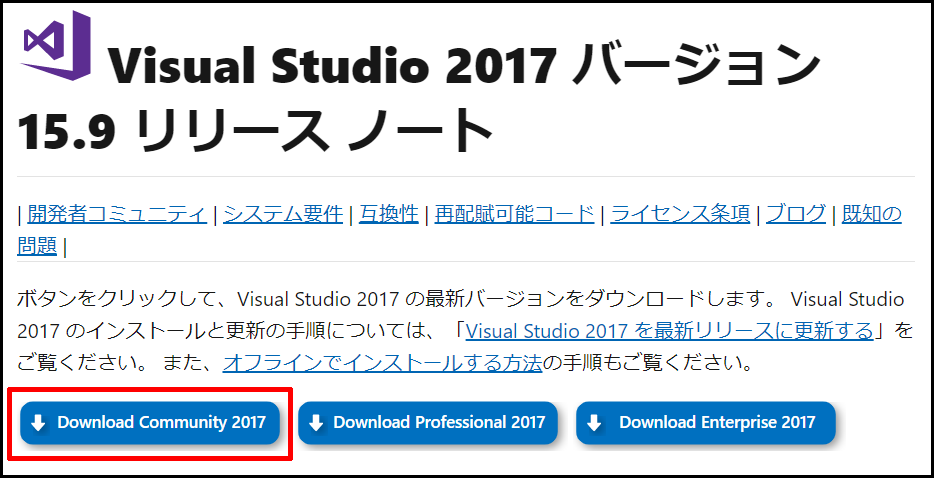 Visual Studio 2017 バージョン
15.9 リリース ノート
| 開発者コミュニティ | システム要件 | 互換性 | 再配賦可能コード | ライセンス条項 | ブログ | 既知の
問題 |
ボタンをクリックして、Visual Studio 2017 の最新バージョンをダウンロードします。 Visual Studio
2017 のインストールと更新の手順については、「Visual Studio 2017 を最新リリースに更新する」を
ご覧ください。 また、オフラインでインストールする方法の手順もご覧ください。
Download Community 2017 Download Professional 2017 Download Enterprise 2017